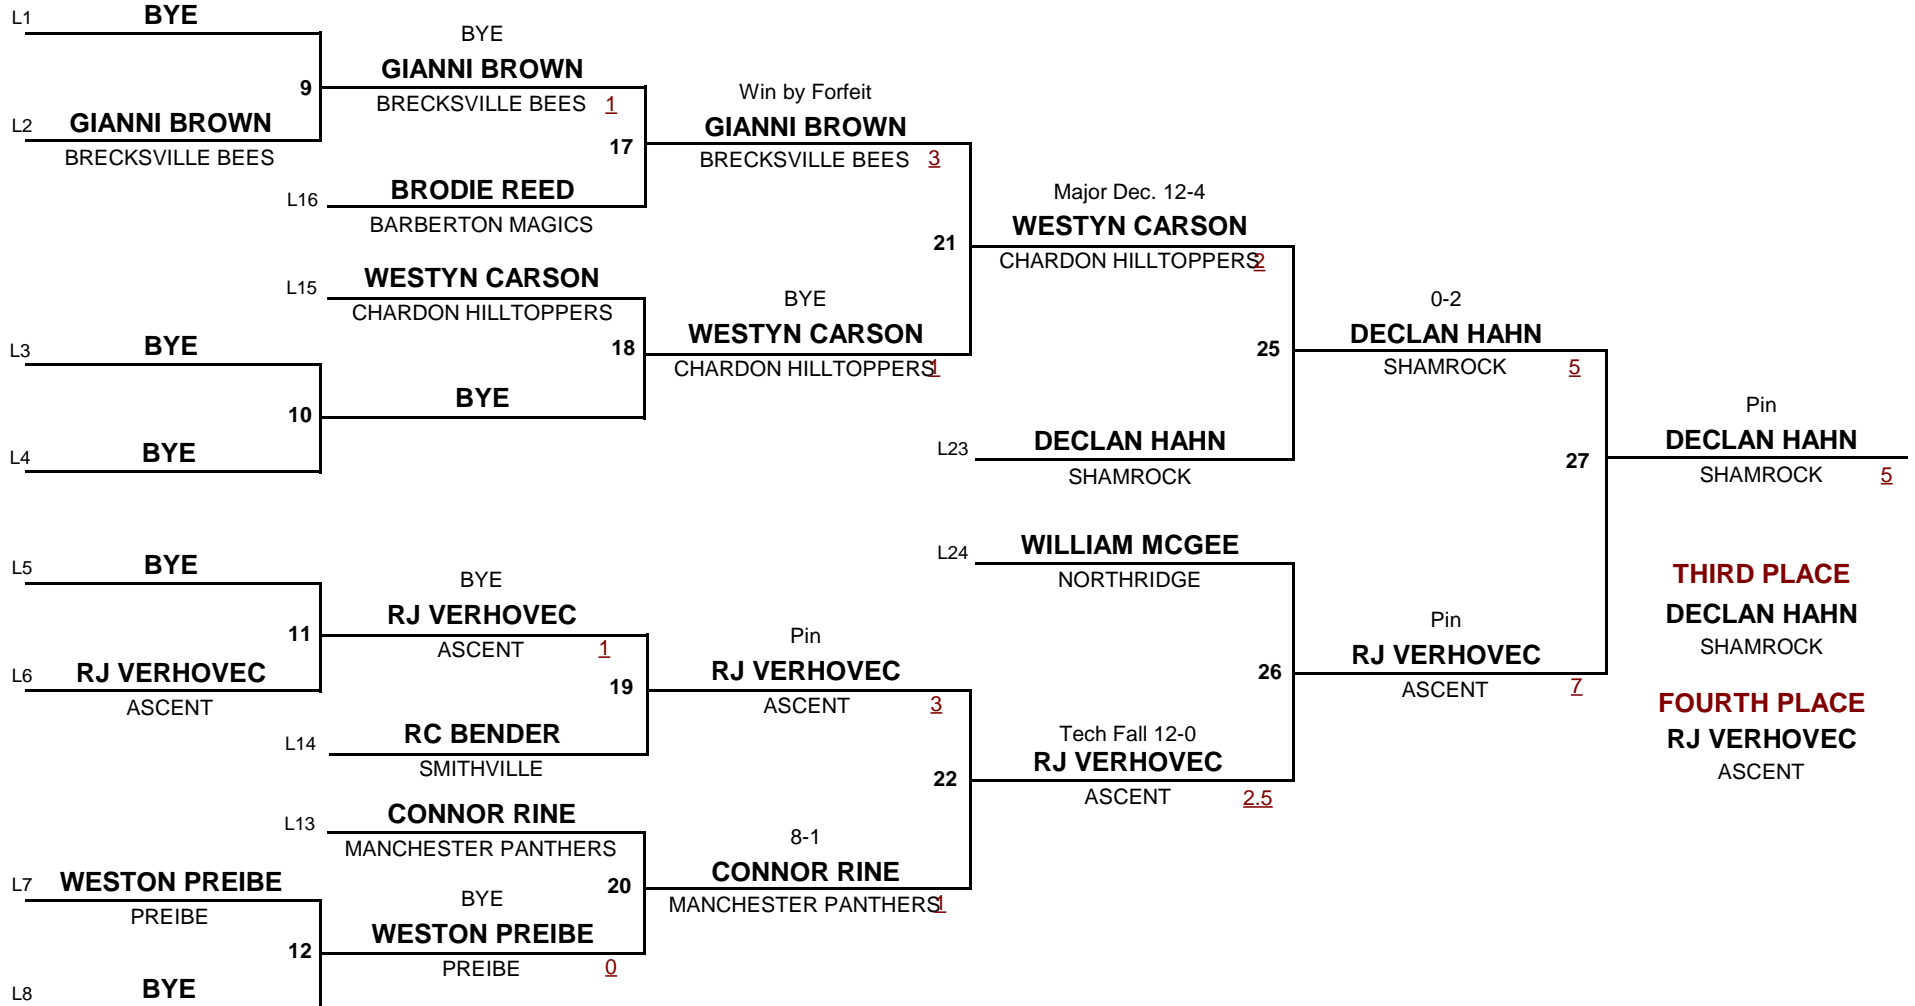 L1 BYE
BYE
GIANNI BROWN
9
BRECKSVILLE BEES 1
Win by Forfeit
L2 GIANNI BROWN
BRECKSVILLE BEES
GIANNI BROWN
17
BRECKSVILLE BEES 3
L16 BRODIE REED
BARBERTON MAGICS
Major Dec. 12-4
WESTYN CARSON
21
CHARDON HILLTOPPERS 2
L15 WESTYN CARSON
CHARDON HILLTOPPERS
BYE
WESTYN CARSON
18
CHARDON HILLTOPPERS 1
0-2
DECLAN HAHN
25
SHAMROCK 5
L3 BYE
10
BYE
L4 BYE
L23 DECLAN HAHN
SHAMROCK
Pin
DECLAN HAHN
27
SHAMROCK 5
L24 WILLIAM MCGEE
NORTHRIDGE
L5 BYE
BYE
RJ VERHOVEC
11
ASCENT 1
Pin
L6 RJ VERHOVEC
ASCENT
RJ VERHOVEC
19
ASCENT 3
Pin
RJ VERHOVEC
26
ASCENT 7
THIRD PLACE
DECLAN HAHN
SHAMROCK
FOURTH PLACE
RJ VERHOVEC
ASCENT
L14 RC BENDER
SMITHVILLE
Tech Fall 12-0
RJ VERHOVEC
22
ASCENT 2.5
L13 CONNOR RINE
MANCHESTER PANTHERS
8-1
CONNOR RINE
20
MANCHESTER PANTHERS 1
L7 WESTON PREIBE
PREIBE
BYE
WESTON PREIBE
12
PREIBE 0
L8 BYE